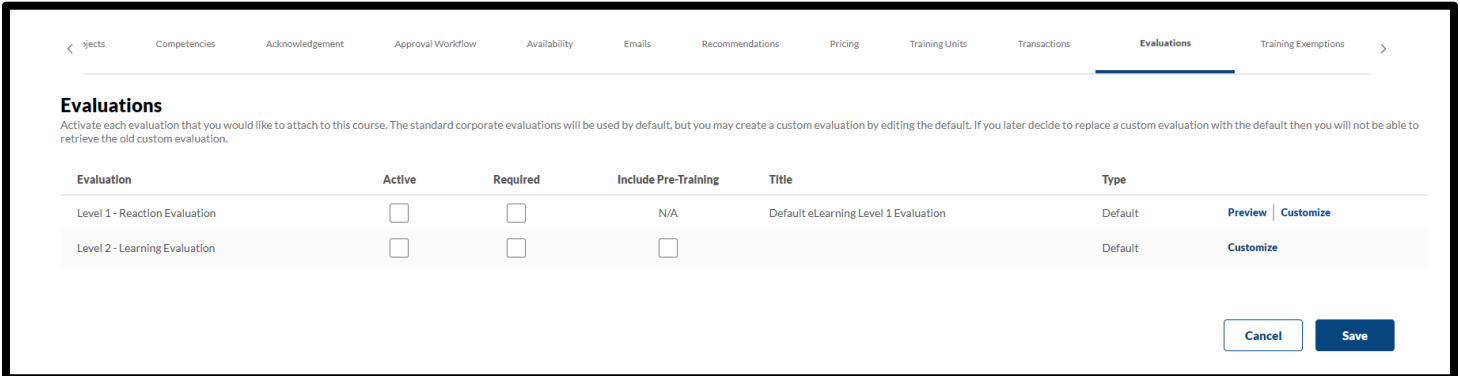 jects Competencies Acknowledgement Approval Workflow Availability Emails Recommendations Pricing Training Units Transactions Evaluations Training Exemptions
Evaluations
Activate each evaluation that you would like to attach to this course. The standard corporate evaluations will be used by default, but you may create a custom evaluation by editing the default. If you later decide to replace a custom evaluation with the default then you will not be able to
retrieve the old custom evaluation.
Evaluation Active Required Include Pre-Training Title Type
Level 1 - Reaction Evaluation N/A Default eLearning Level 1 Evaluation Default Preview | Customize
Level 2 - Learning Evaluation Default Customize
Cancel Save